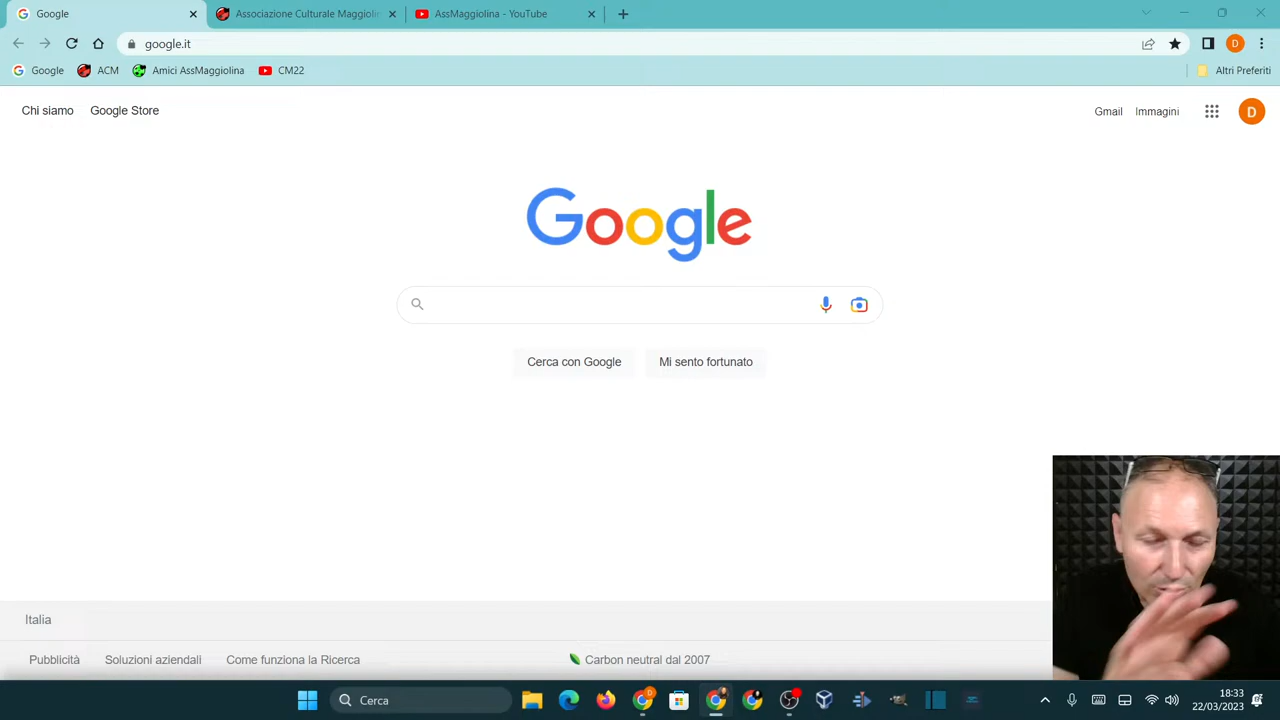 Google
Associazione Culturale Maggiolin
AssMaggiolina - YouTube
google.it
D
Google
ACM
Amici AssMaggiolina
CM22
Altri Preferiti
Chi siamo
Google Store
Gmail
Immagini
D
Google
Cerca con Google
Mi sento fortunato
Italia
Pubblicità
Soluzioni aziendali
Come funziona la Ricerca
Carbon neutral dal 2007
Cerca
18:33
22/03/2023